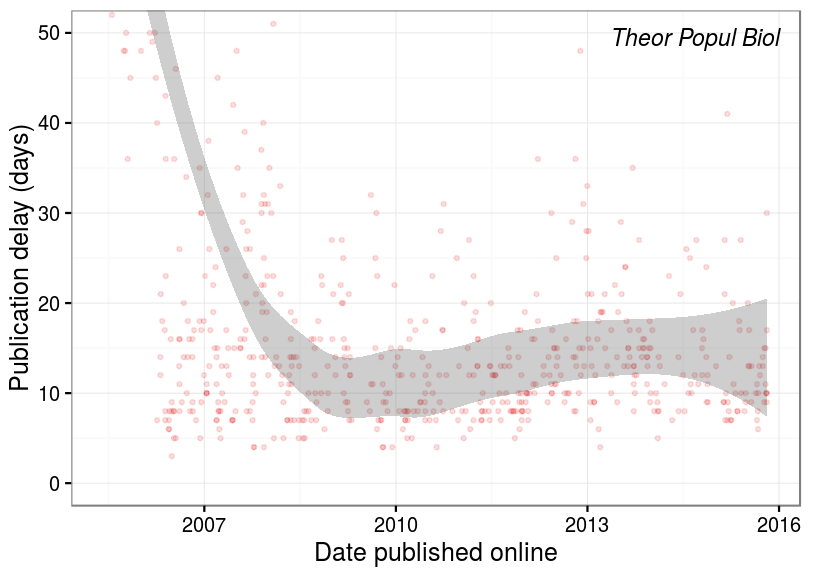 Theor Popul Biol
Publication delay (days)
50
40
30
20
10
0
2007 2010 2013 2016
Date published online